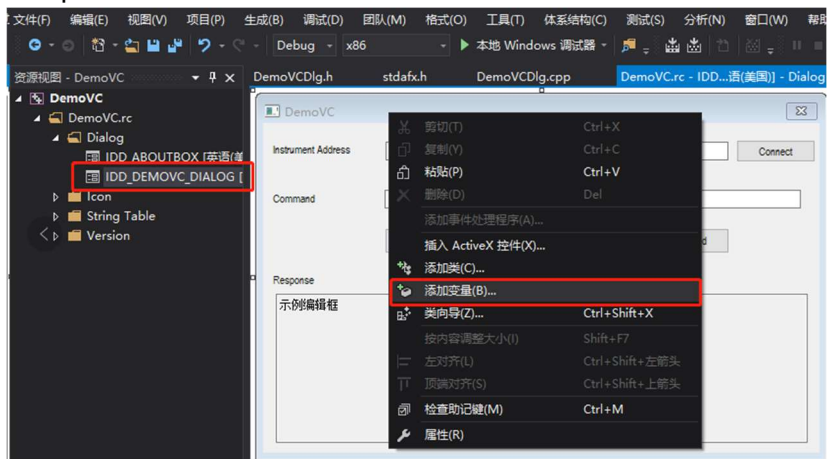 文件(F) 编辑(E) 视图(V) 项目(P) 生成(B) 调试(D) 团队(M) 格式(O) 工具(T) 体系结构(C) 测试(S) 分析(N) 窗口(W)
Debug x86 本地 Windows 调试器
资源视图 - DemoVC
DemoVCDlg.h stdafx.h DemoVCDlg.cpp DemoVC.rc - IDD...语(美国)] - Dialog
DemoVC
DemoVC.rc
Dialog
IDD_ABOUTBOX [英语(美
IDD_DEMOVC_DIALOG [
Icon
String Table
Version
DemoVC
Instrument Address
Connect
Command
Response
示例编辑框
剪切(T) Ctrl+X
复制(Y) Ctrl+C
粘贴(P) Ctrl+V
删除(D) Del
添加事件处理程序(A)...
插入 ActiveX 控件(X)...
添加类(C)...
添加变量(B)...
类向导(Z)... Ctrl+Shift+X
按内容调整大小(I) Shift+F7
左对齐(L) Ctrl+Shift+左箭头
顶端对齐(S) Ctrl+Shift+上箭头
检查助记键(M) Ctrl+M
属性(R)